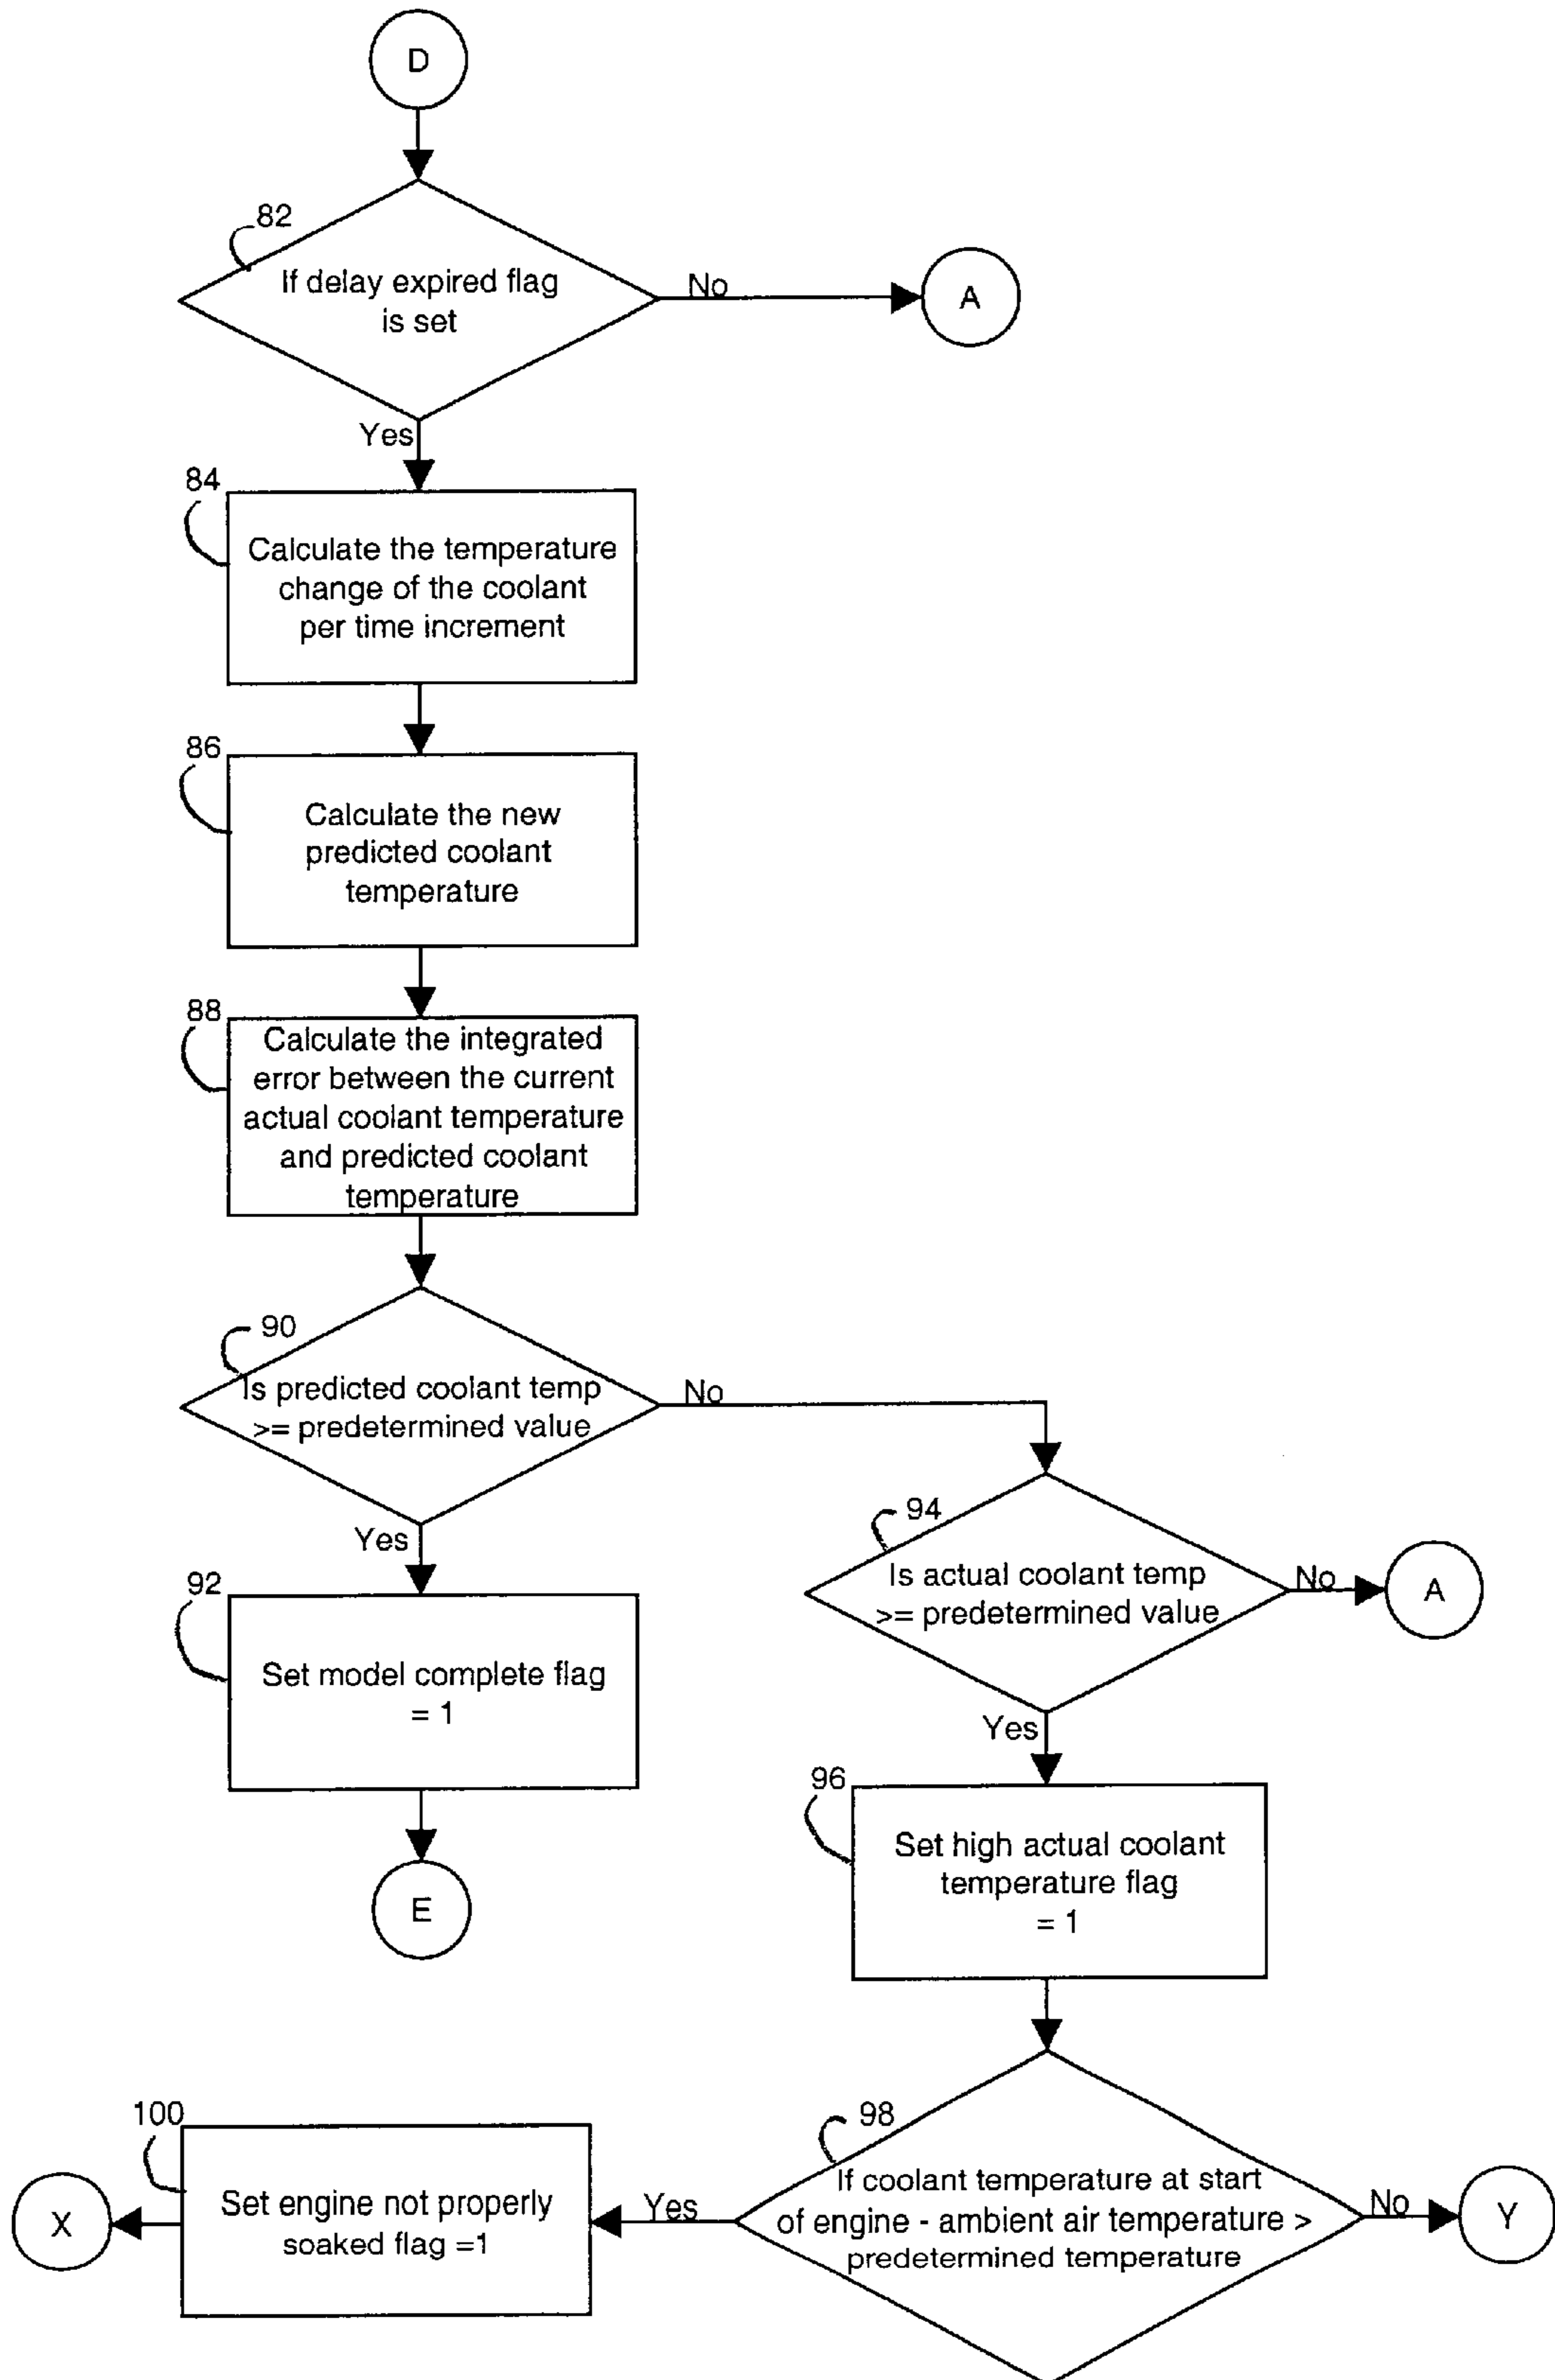 D
82
If delay expired flag
is set
No
A
Yes
84
Calculate the temperature
change of the coolant
per time increment
86
Calculate the new
predicted coolant
temperature
88
Calculate the integrated
error between the current
actual coolant temperature
and predicted coolant
temperature
90
Is predicted coolant temp
>= predetermined value
No
Yes
94
Is actual coolant temp
>= predetermined value
No
A
Yes
92
Set model complete flag
= 1
E
96
Set high actual coolant
temperature flag
= 1
98
If coolant temperature at start
of engine - ambient air temperature >
predetermined temperature
No
Y
Yes
100
Set engine not properly
soaked flag =1
X